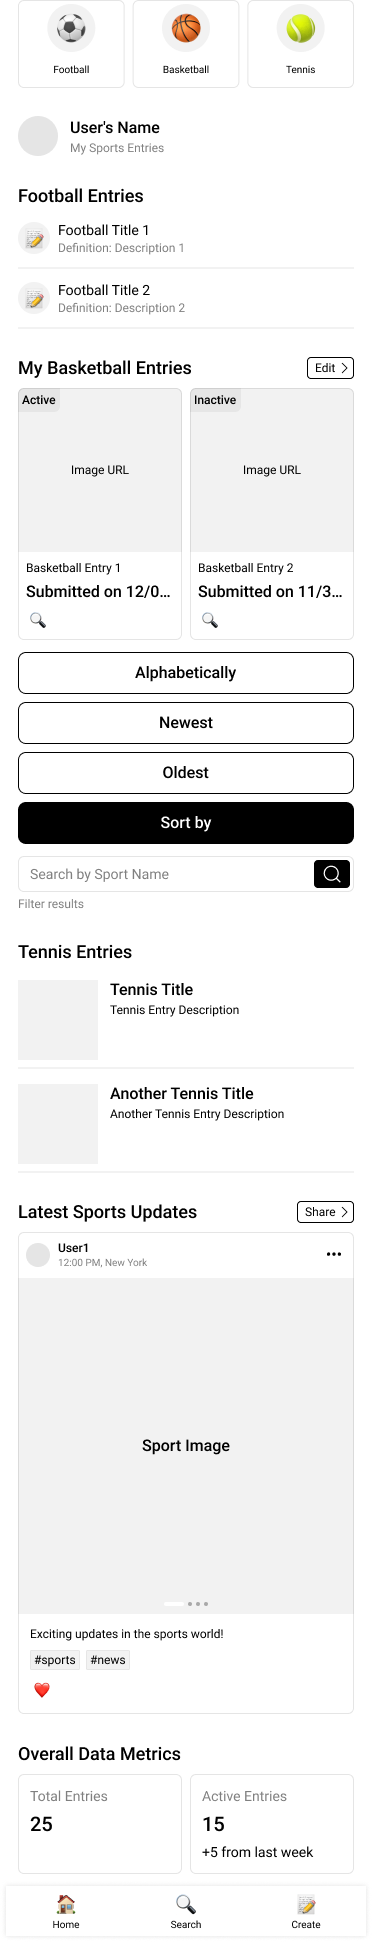 Football
Basketball
Tennis
User's Name
My Sports Entries
Football Entries
Football Title 1
Definition: Description 1
Football Title 2
Definition: Description 2
My Basketball Entries
Edit
Active
Image URL
Basketball Entry 1
Submitted on 12/0...
Inactive
Image URL
Basketball Entry 2
Submitted on 11/3...
Alphabetically
Newest
Oldest
Sort by
Search by Sport Name
Filter results
Tennis Entries
Tennis Title
Tennis Entry Description
Another Tennis Title
Another Tennis Entry Description
Latest Sports Updates
Share
User1
12:00 PM, New York
Sport Image
Exciting updates in the sports world!
#sports #news
Overall Data Metrics
Total Entries
25
Active Entries
15
+5 from last week
Home
Search
Create